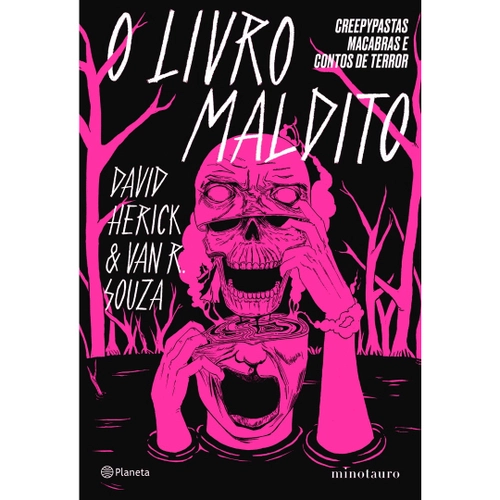 O LIVRO
MALDITO
CREEPYPASTAS
MACABRAS E
CONTOS DE TERROR
DAVID
HERICK
& VAN R.
SOUZA
Planeta
minotauro